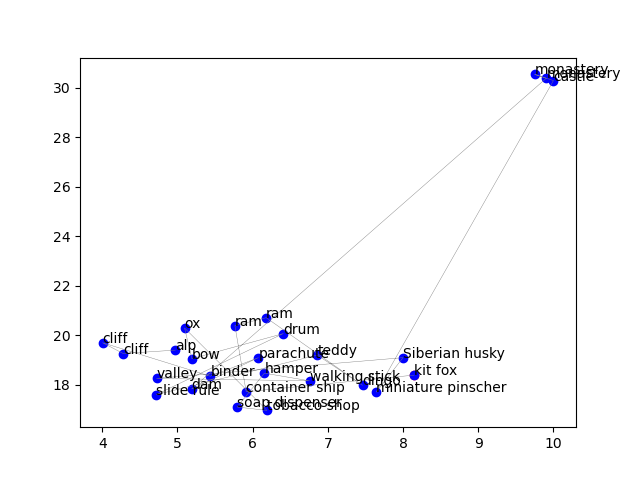 monastery
monastery
castle
30
28
26
24
22
20
18
ram
ram
ox
drum
cliff
cliff
alp
bow
parachute
teddy
Siberian husky
valley
binder
hamper
walking stick
dingo
kit fox
slide rule
dam
container ship
miniature pinscher
soap dispenser
tobacco shop
4 5 6 7 8 9 10